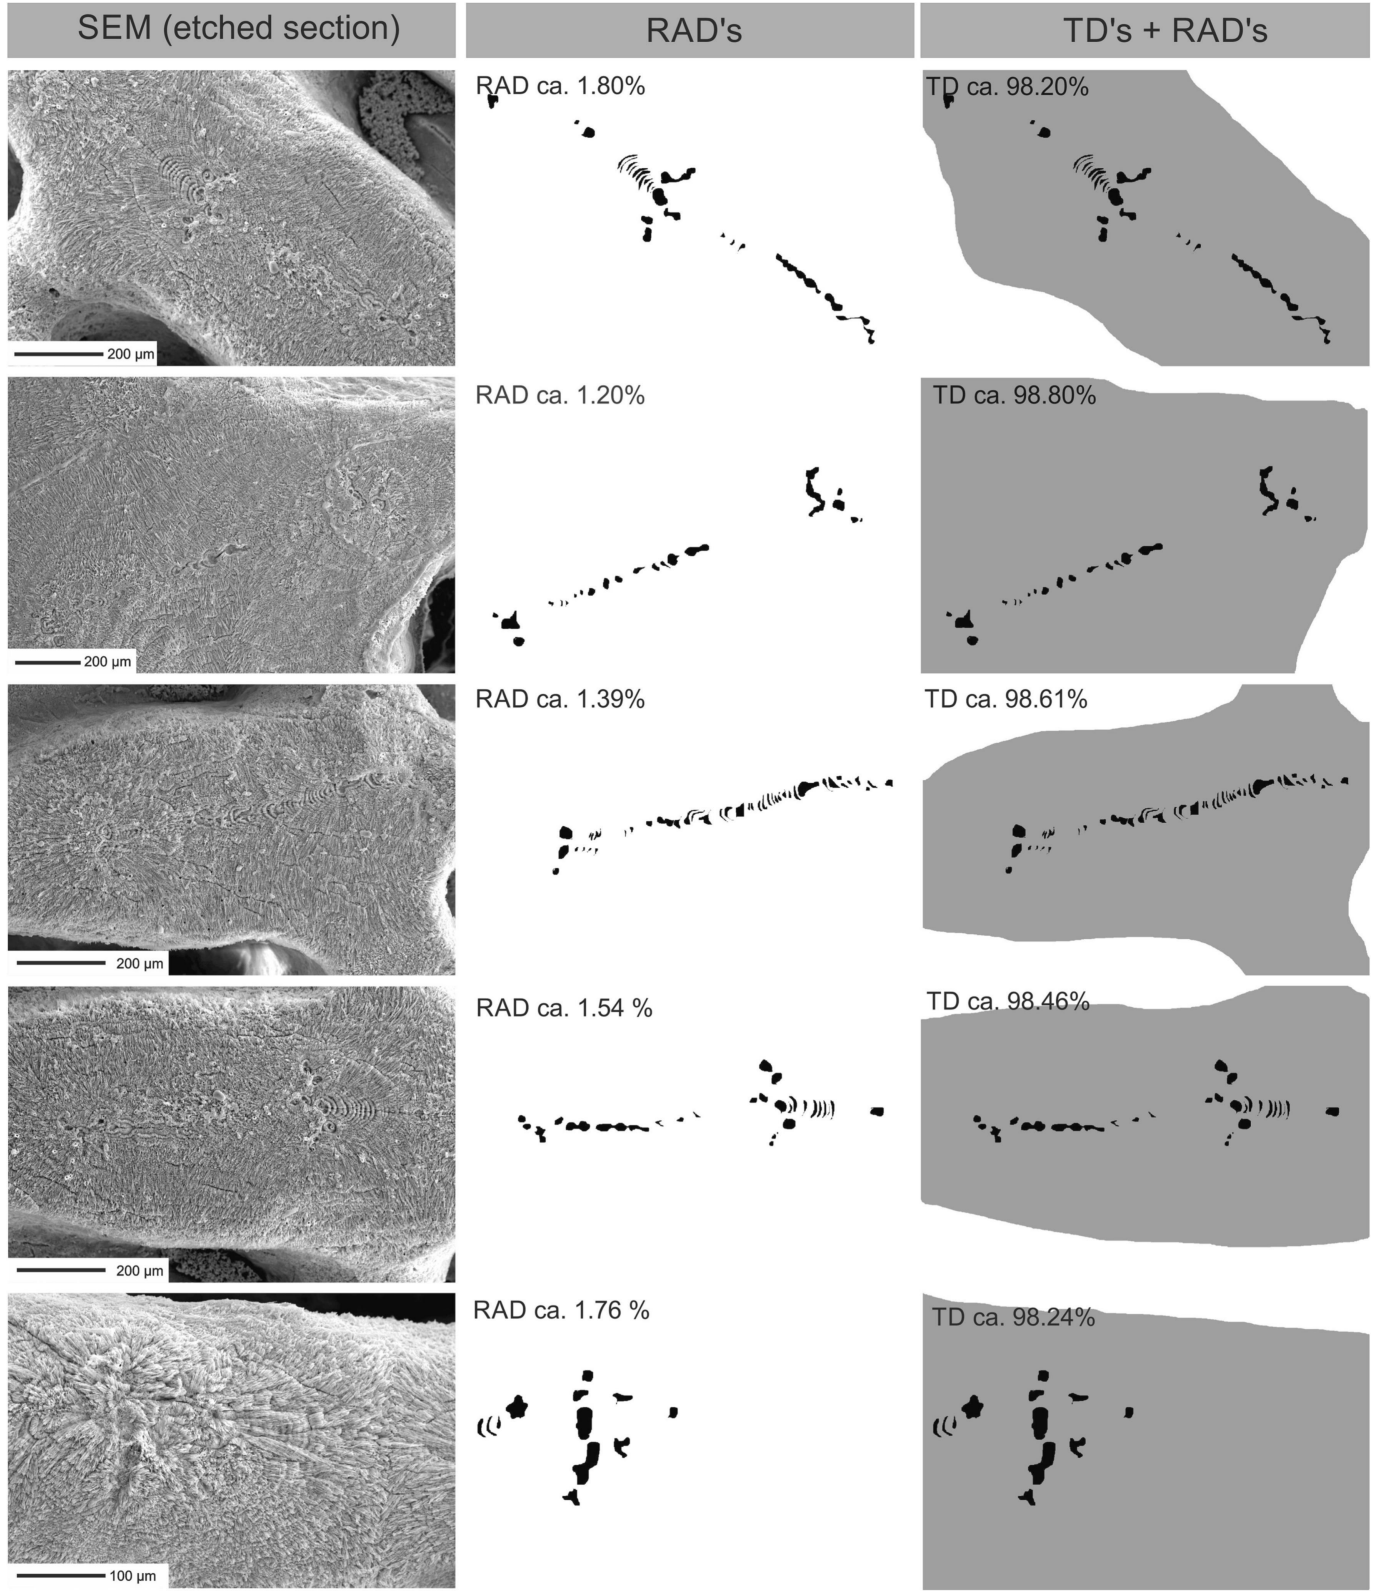 SEM (etched section)
RAD's
TD's + RAD's
RAD ca. 1.80%
TD ca. 98.20%
200 µm
RAD ca. 1.20%
TD ca. 98.80%
200 µm
RAD ca. 1.39%
TD ca. 98.61%
200 µm
RAD ca. 1.54 %
TD ca. 98.46%
200 µm
RAD ca. 1.76 %
TD ca. 98.24%
100 µm